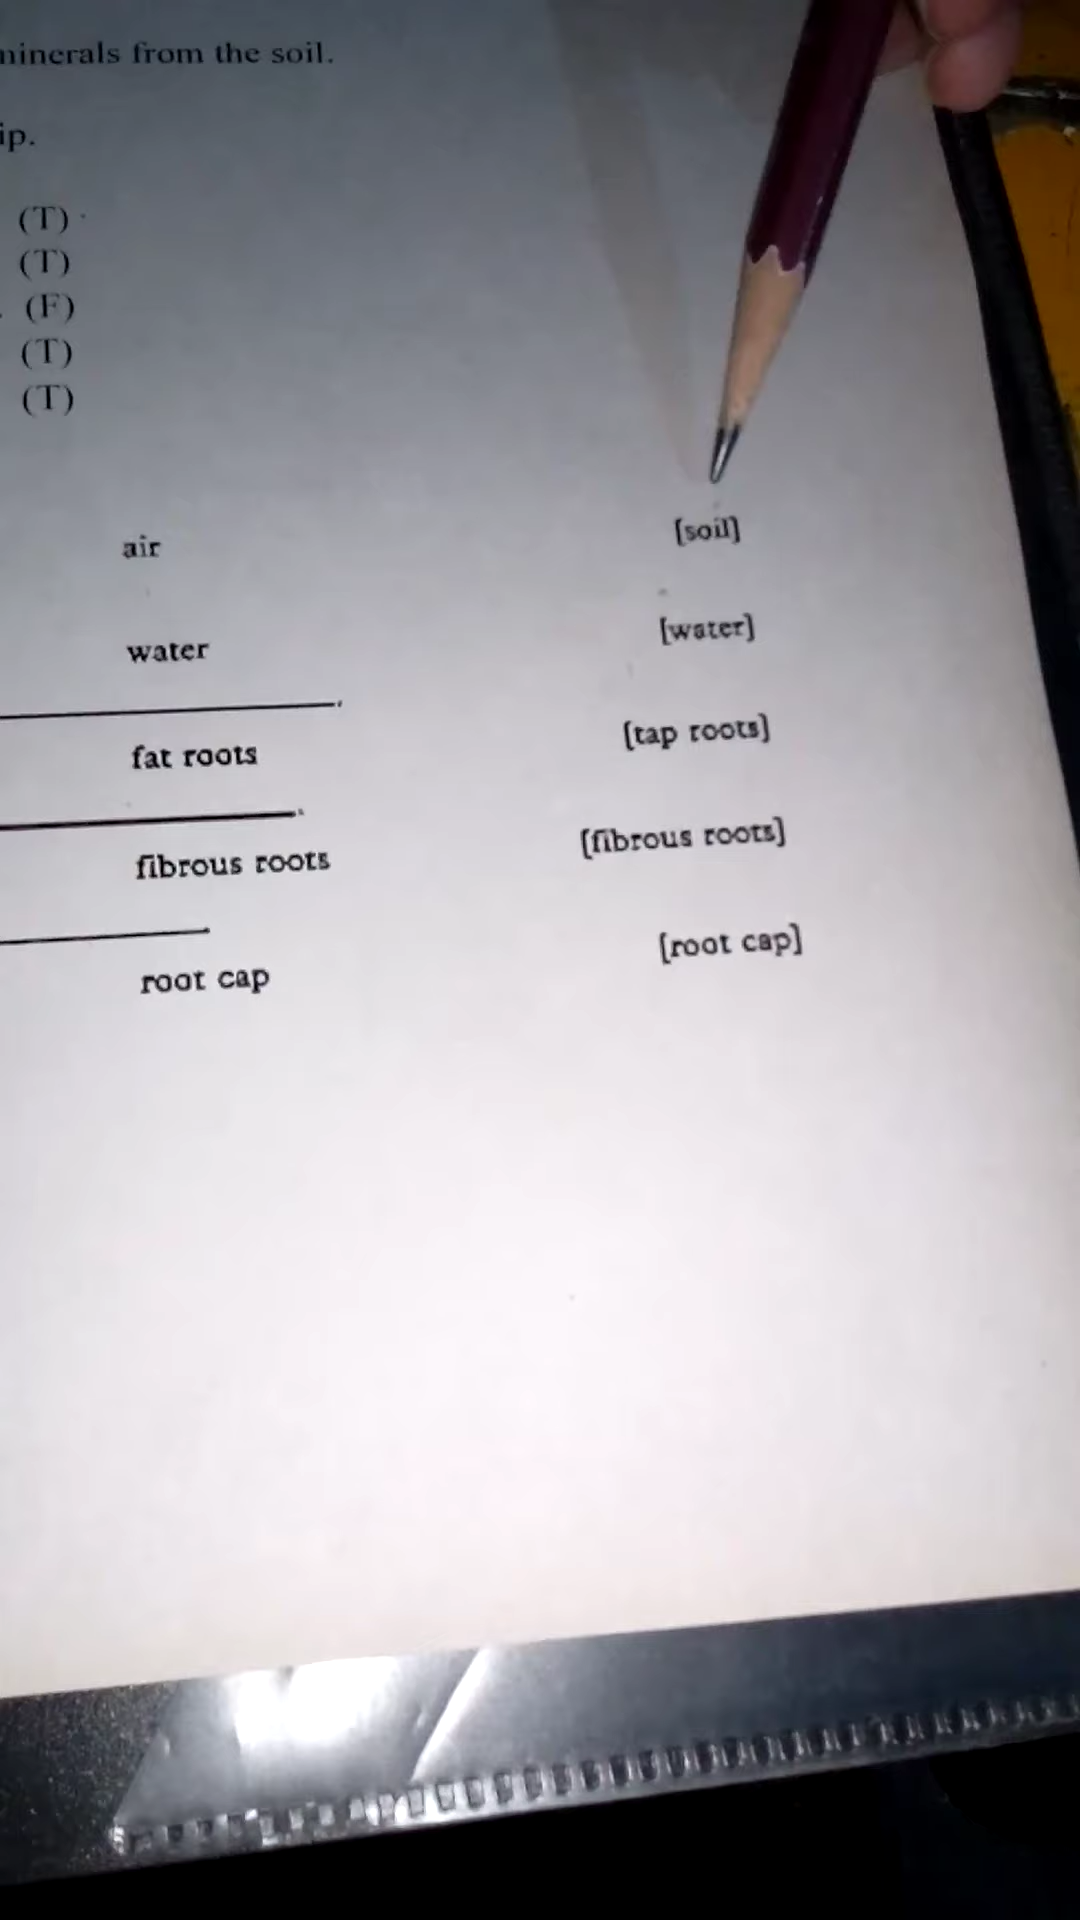 minerals from the soil.
ip.
(T)
(T)
. (F)
(T)
(T)
air [soil]
water [water]
fat roots [tap roots]
fibrous roots [fibrous roots]
root cap [root cap]